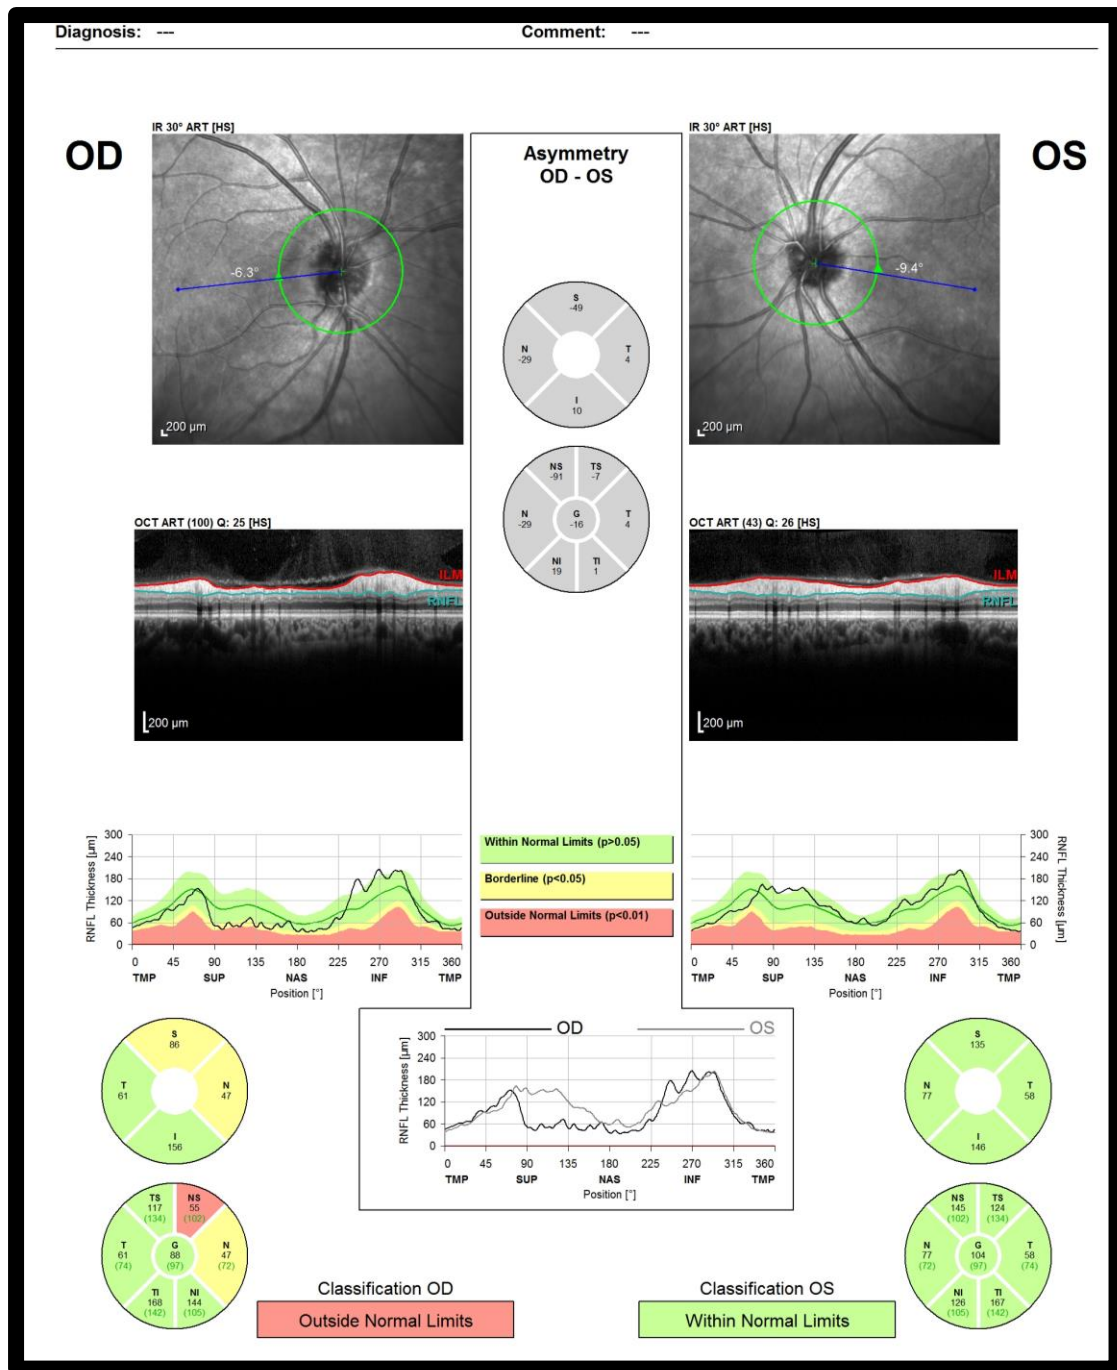 Diagnosis: --- Comment: ---
OD
IR 30° ART [HS]
-6.3°
200 µm
Asymmetry
OD - OS
IR 30° ART [HS]
OS
-9.4°
200 µm
S
-49
N
-29
T
4
I
10
NS
-91
TS
-7
N
-29
G
-16
T
4
NI
19
TI
1
OCT ART (100) Q: 25 [HS]
ILM
RNFL
200 µm
OCT ART (43) Q: 26 [HS]
ILM
RNFL
200 µm
RNFL Thickness [µm]
300
240
180
120
60
0
0 45 90 135 180 225 270 315 360
TMP SUP NAS INF TMP
Position [°]
Within Normal Limits (p>0.05)
Borderline (p<0.05)
Outside Normal Limits (p<0.01)
300
240
180
120
60
0
RNFL Thickness [µm]
0 45 90 135 180 225 270 315 360
TMP SUP NAS INF TMP
Position [°]
S
86
T
61
N
47
I
156
OD OS
RNFL Thickness [µm]
300
240
180
120
60
0
0 45 90 135 180 225 270 315 360
TMP SUP NAS INF TMP
Position [°]
S
135
N
77
T
58
I
146
TS
117
(134)
NS
55
(102)
T
61
(74)
G
88
(97)
N
47
(72)
TI
168
(142)
NI
144
(105)
NS
145
(102)
TS
124
(134)
N
77
(72)
G
104
(97)
T
58
(74)
NI
126
(105)
TI
167
(142)
Classification OD
Outside Normal Limits
Classification OS
Within Normal Limits